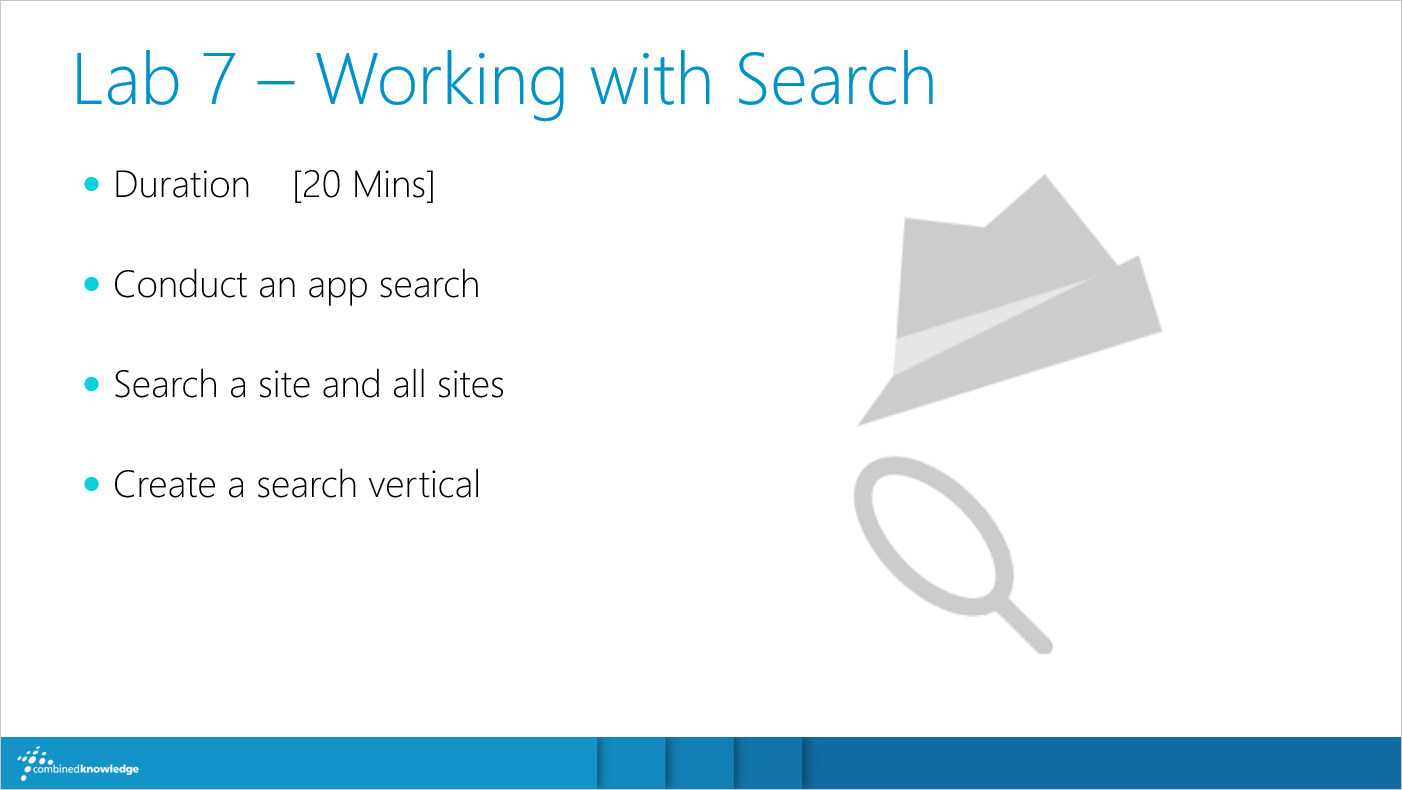 Lab 7 – Working with Search
Duration [20 Mins]
Conduct an app search
Search a site and all sites
Create a search vertical
combinedknowledge